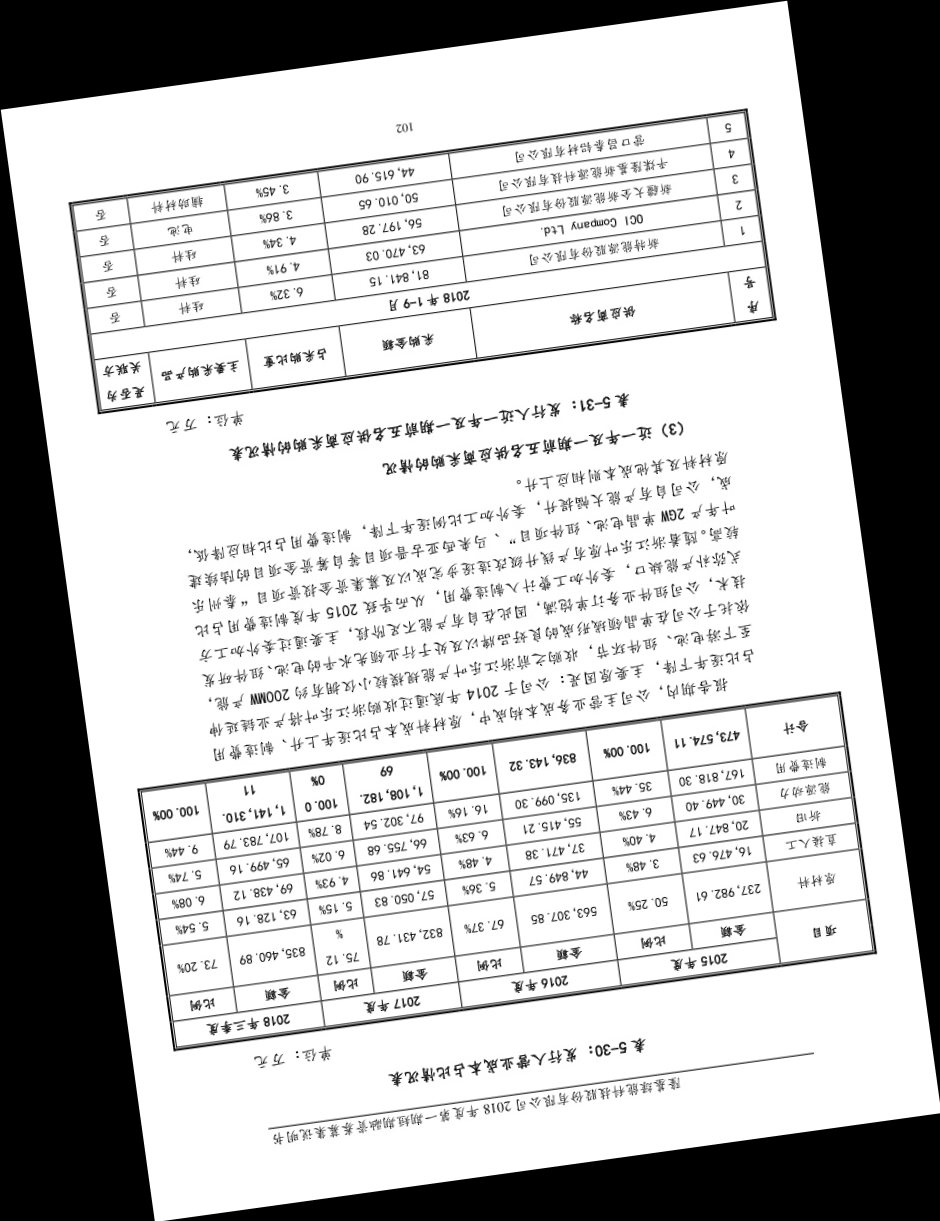 隆基绿能科技股份有限公司 2018 年度第一期短期融资券募集说明书
表 5-30：发行人营业成本占比情况表
单位：万元
项目 2015 年度 2016 年度 2017 年度 2018 年三季度
金额 比例 金额 比例 金额 比例 金额 比例
原材料 237,982.61 50.25% 563,307.85 67.37% 832,431.78 75.12% 835,460.89 73.20%
直接人工 16,476.63 3.48% 44,849.57 5.36% 57,050.83 5.15% 63,128.16 5.54%
折旧 20,847.17 4.40% 37,471.38 4.48% 54,641.86 4.93% 69,438.12 6.08%
能源动力 30,449.40 6.43% 55,415.21 6.63% 66,755.68 6.02% 65,499.16 5.74%
制造费用 167,818.30 35.44% 135,099.30 16.16% 97,302.54 8.78% 107,783.79 9.44%
合计 473,574.11 100.00% 836,143.32 100.00% 1,108,182.69 100.00% 1,141,310.11 100.00%
报告期内，公司主营业务成本构成中，原材料成本占比逐年上升、制造费用
占比逐年下降，主要原因是：公司于 2014 年底通过收购浙江乐叶将产业链延伸
至下游电池、组件环节，收购之前浙江乐叶产能规模较小仅拥有约 200MW 产能，
依托于公司在单晶领域形成的良好品牌以及处于行业领先水平的电池、组件研发
技术，公司组件业务订单饱满，因此在自有产能不足阶段，主要通过委外加工方
式弥补产能缺口，委外加工费计入制造费用，从而导致 2015 年度制造费用占比
较高。随着浙江乐叶原有产线升级改造逐步完成以及募集资金投资项目“泰州乐
叶年产 2GW 单晶电池、组件项目”、马来西亚古晋项目等自筹资金项目的陆续建
成，公司自有产能大幅提升，委外加工比例逐年下降，制造费用占比相应降低，
原材料及其他成本则相应上升。
（3）近一年及一期前五名供应商采购的情况
表 5-31：发行人近一年及一期前五名供应商采购的情况表
单位：万元
序号 供应商名称 采购金额 占采购比重 主要采购产品 是否为关联方
2018 年 1-9 月
1 新特能源股份有限公司 81,841.15 6.32% 硅料 否
2 OCI Company Ltd. 63,470.03 4.91% 硅料 否
3 新疆大全新能源股份有限公司 56,197.28 4.34% 硅料 否
4 平煤隆基新能源科技有限公司 50,010.65 3.86% 电池 否
5 营口昌泰铝材有限公司 44,615.90 3.45% 辅助材料 否
102